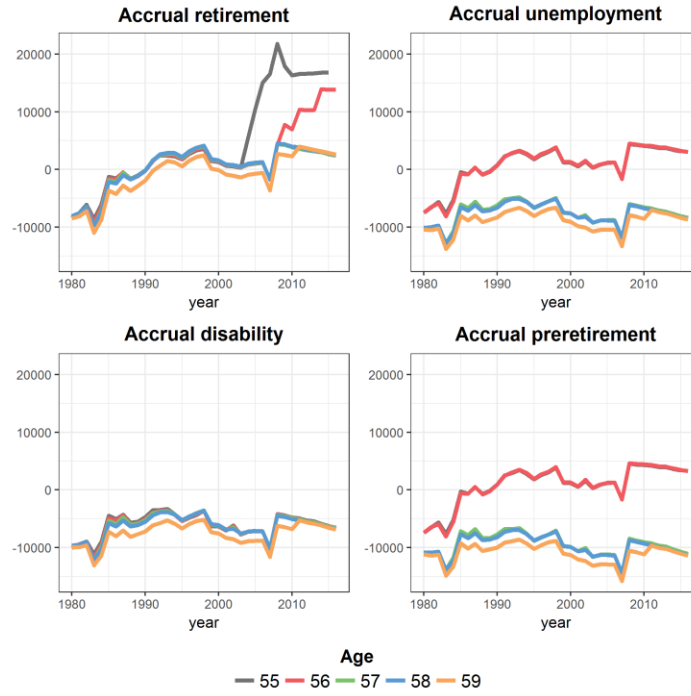 Accrual retirement
20000
10000
0
-10000
1980 1990 2000 2010
year
Accrual unemployment
20000
10000
0
-10000
1980 1990 2000 2010
year
Accrual disability
20000
10000
0
-10000
1980 1990 2000 2010
year
Accrual preretirement
20000
10000
0
-10000
1980 1990 2000 2010
year
Age
55 56 57 58 59